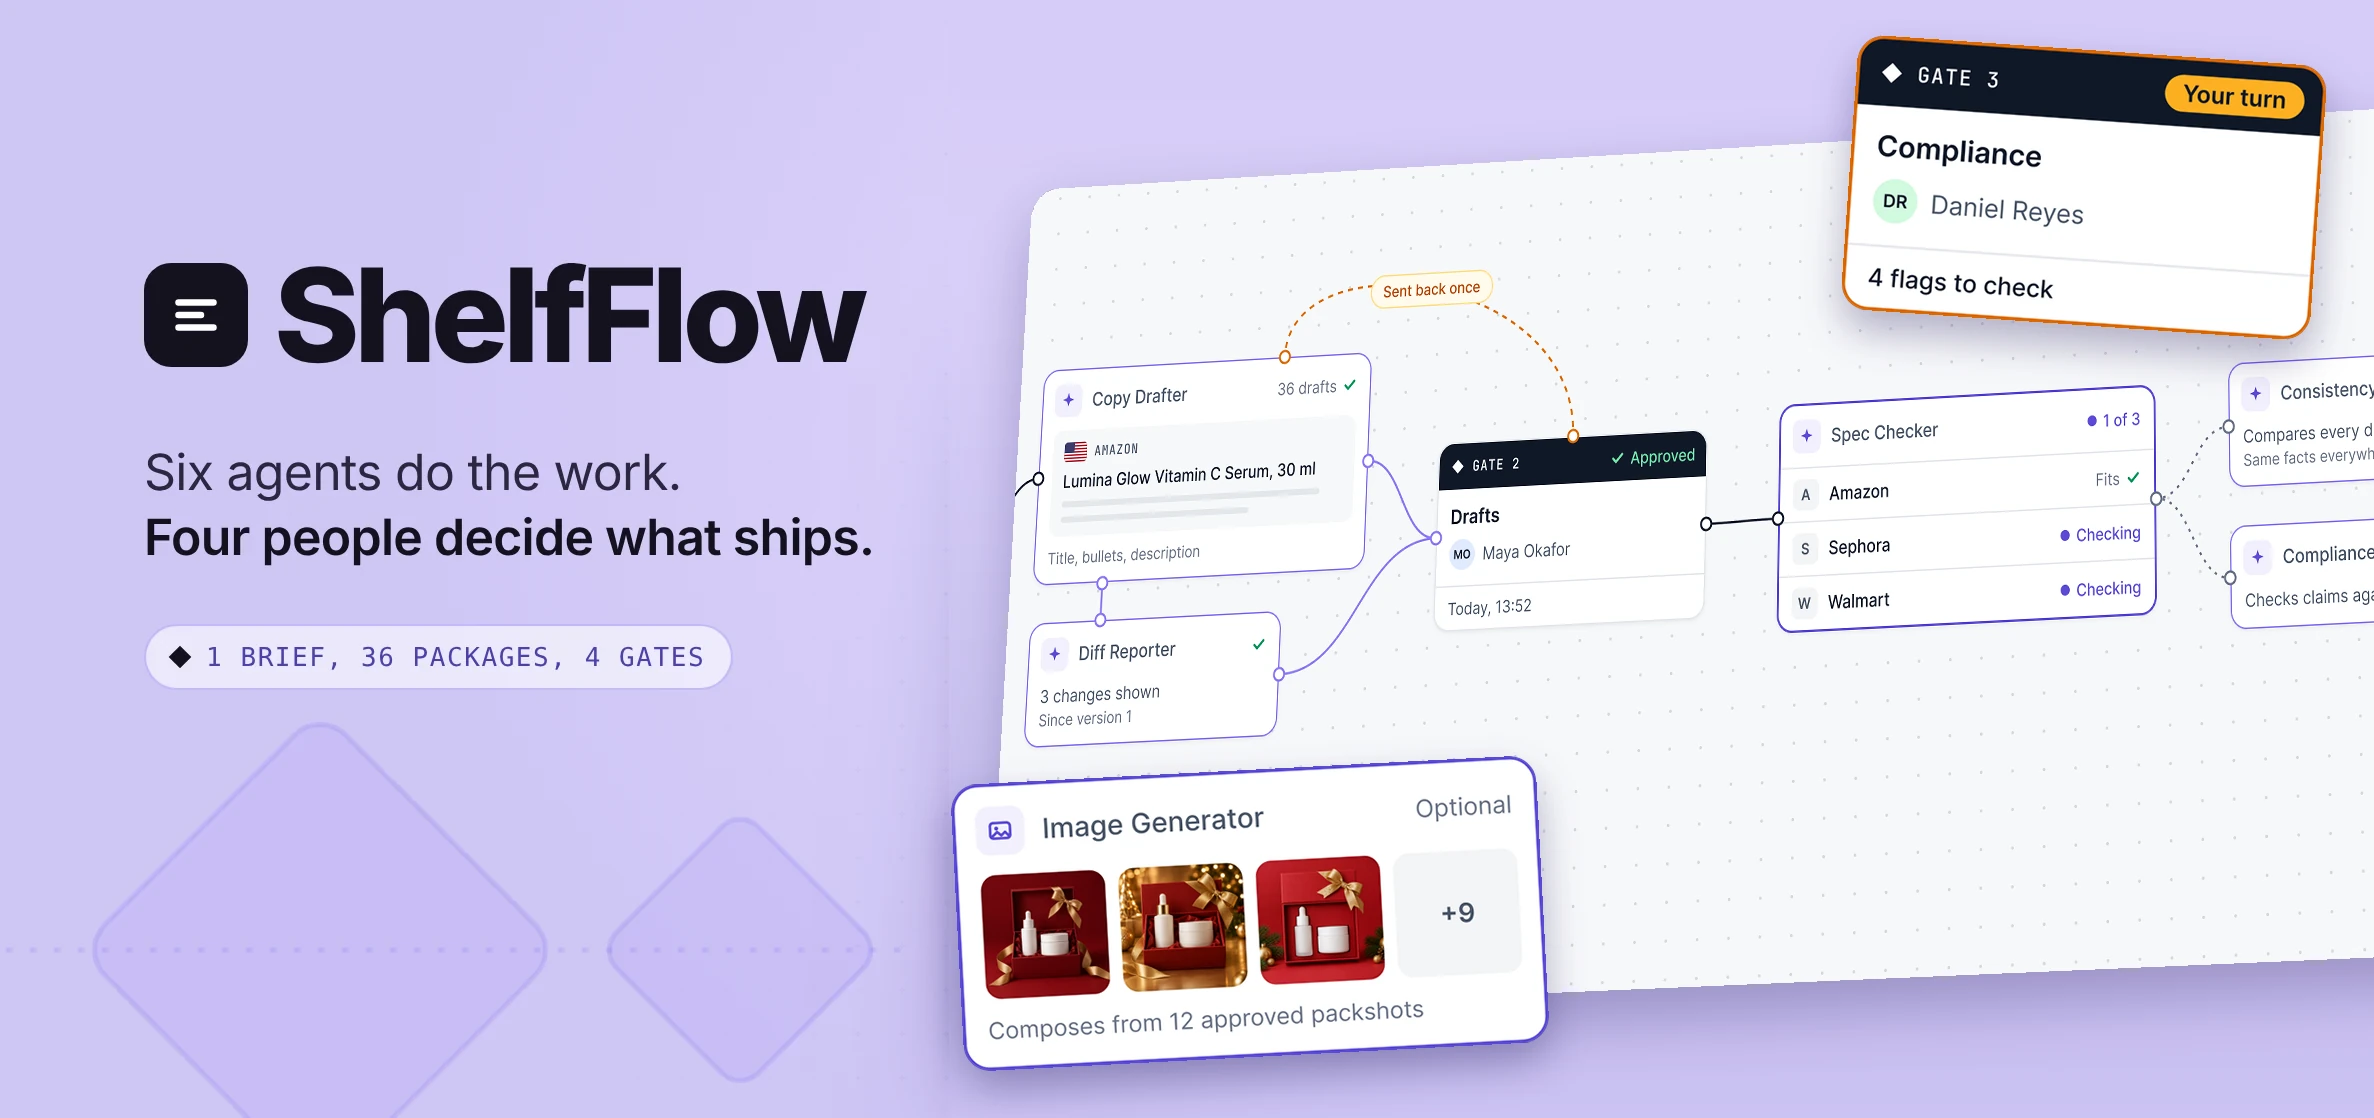 ShelfFlow
Six agents do the work.
Four people decide what ships.
1 BRIEF, 36 PACKAGES, 4 GATES
GATE 3
Your turn
Compliance
DR
Daniel Reyes
4 flags to check
Sent back once
Copy Drafter
36 drafts
AMAZON
Lumina Glow Vitamin C Serum, 30 ml
Title, bullets, description
Diff Reporter
3 changes shown
Since version 1
GATE 2
Approved
Drafts
MO
Maya Okafor
Today, 13:52
Spec Checker
1 of 3
A
Amazon
Fits
S
Sephora
Checking
W
Walmart
Checking
Consistency
Compares every d
Same facts everywh
Compliance
Checks claims aga
Image Generator
Optional
+9
Composes from 12 approved packshots